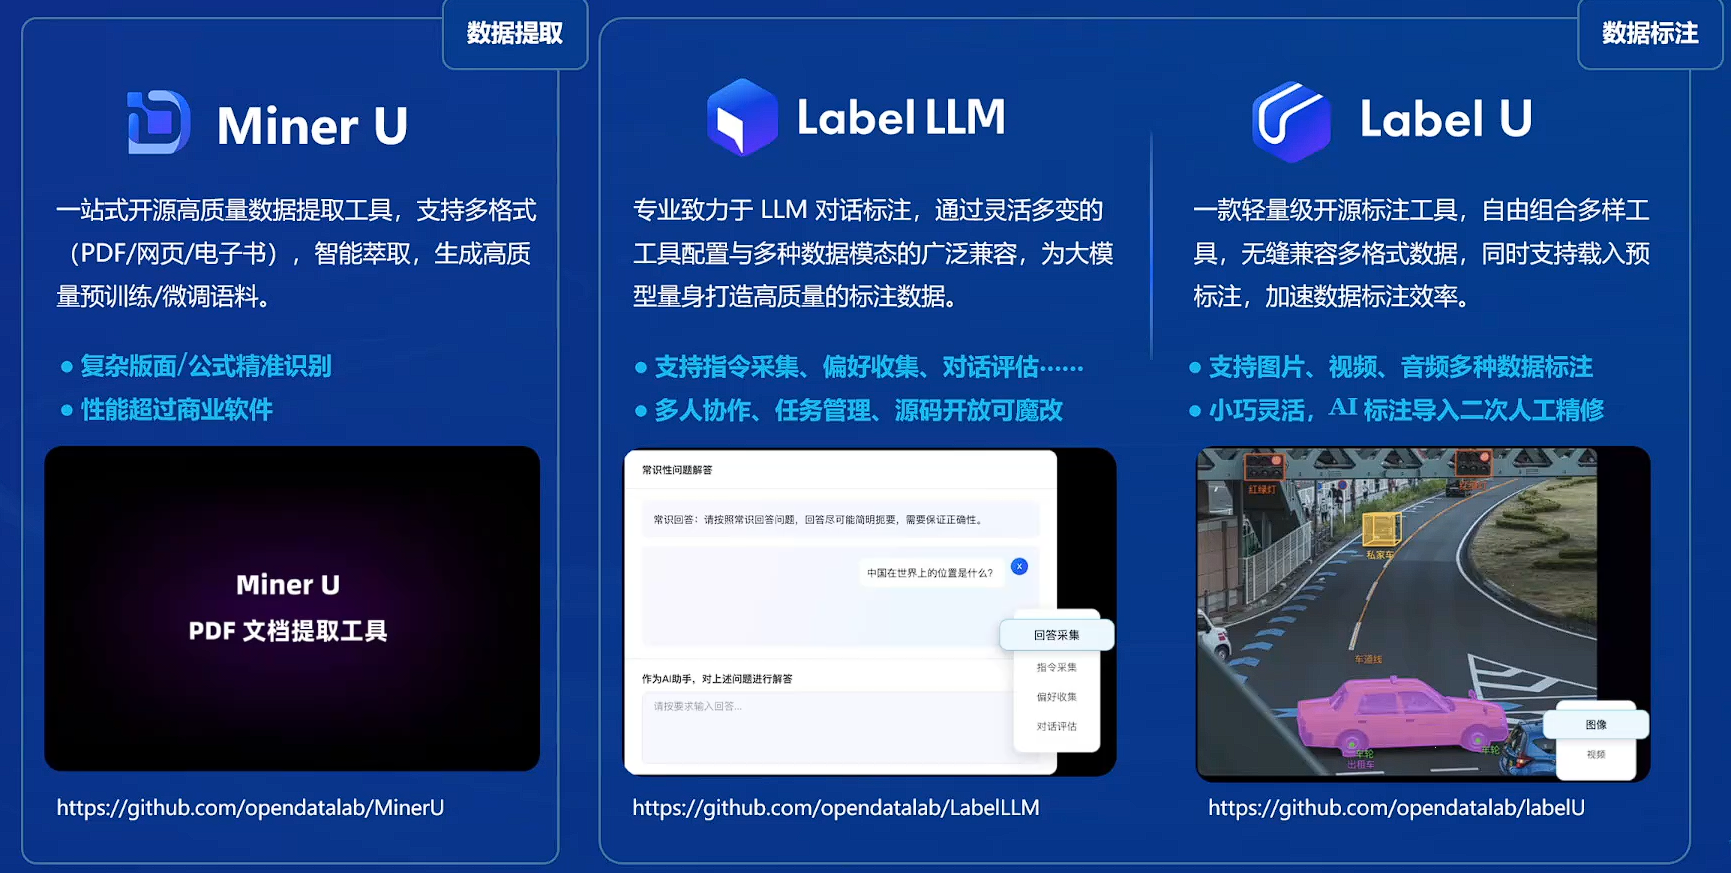 数据提取
Miner U
一站式开源高质量数据提取工具，支持多格式
（PDF/网页/电子书），智能萃取，生成高质
量预训练/微调语料。
● 复杂版面/公式精准识别
● 性能超过商业软件
Miner U
PDF 文档提取工具
https://github.com/opendatalab/MinerU
数据标注
Label LLM
专业致力于 LLM 对话标注，通过灵活多变的
工具配置与多种数据模态的广泛兼容，为大模
型量身打造高质量的标注数据。
● 支持指令采集、偏好收集、对话评估······
● 多人协作、任务管理、源码开放可魔改
常识性问题解答
常识回答：请按照常识回答问题，回答尽可能简明扼要，需要保证正确性。
中国在世界上的位置是什么?
X
作为AI助手，对上述问题进行解答
请按要求输入回答...
回答采集
指令采集
偏好收集
对话评估
https://github.com/opendatalab/LabelLLM
Label U
一款轻量级开源标注工具，自由组合多样工
具，无缝兼容多格式数据，同时支持载入预
标注，加速数据标注效率。
● 支持图片、视频、音频多种数据标注
● 小巧灵活，AI 标注导入二次人工精修
红绿灯
私家车
车道线
车轮
车轮
出租车
图像
视频
https://github.com/opendatalab/labelU